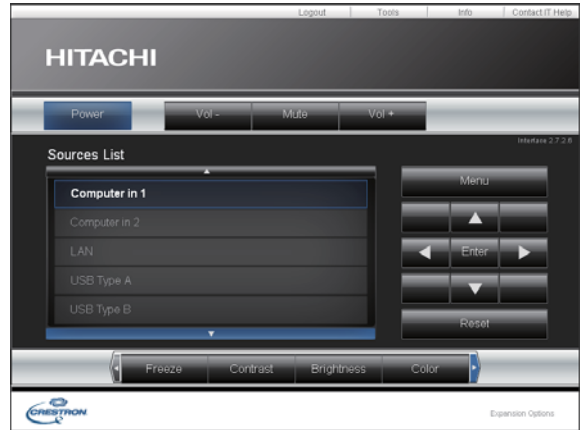 Logout Tools Info Contact IT Help
HITACHI
Power Vol - Mute Vol +
Interface 2.7.2.6
Sources List
Menu
Computer in 1
Computer in 2
LAN
Enter
USB Type A
USB Type B
Reset
Freeze Contrast Brightness Color
CRESTRON
Expansion Options